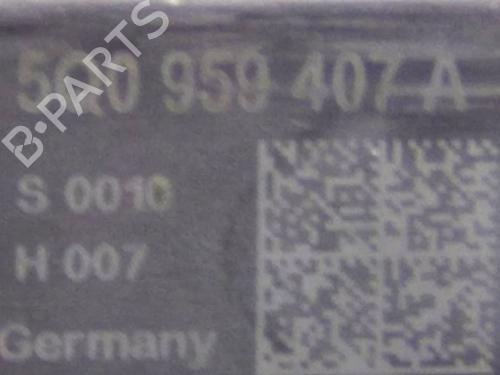 5Q0 959 407 A
B-PARTS
S 0010
H 007
Germany